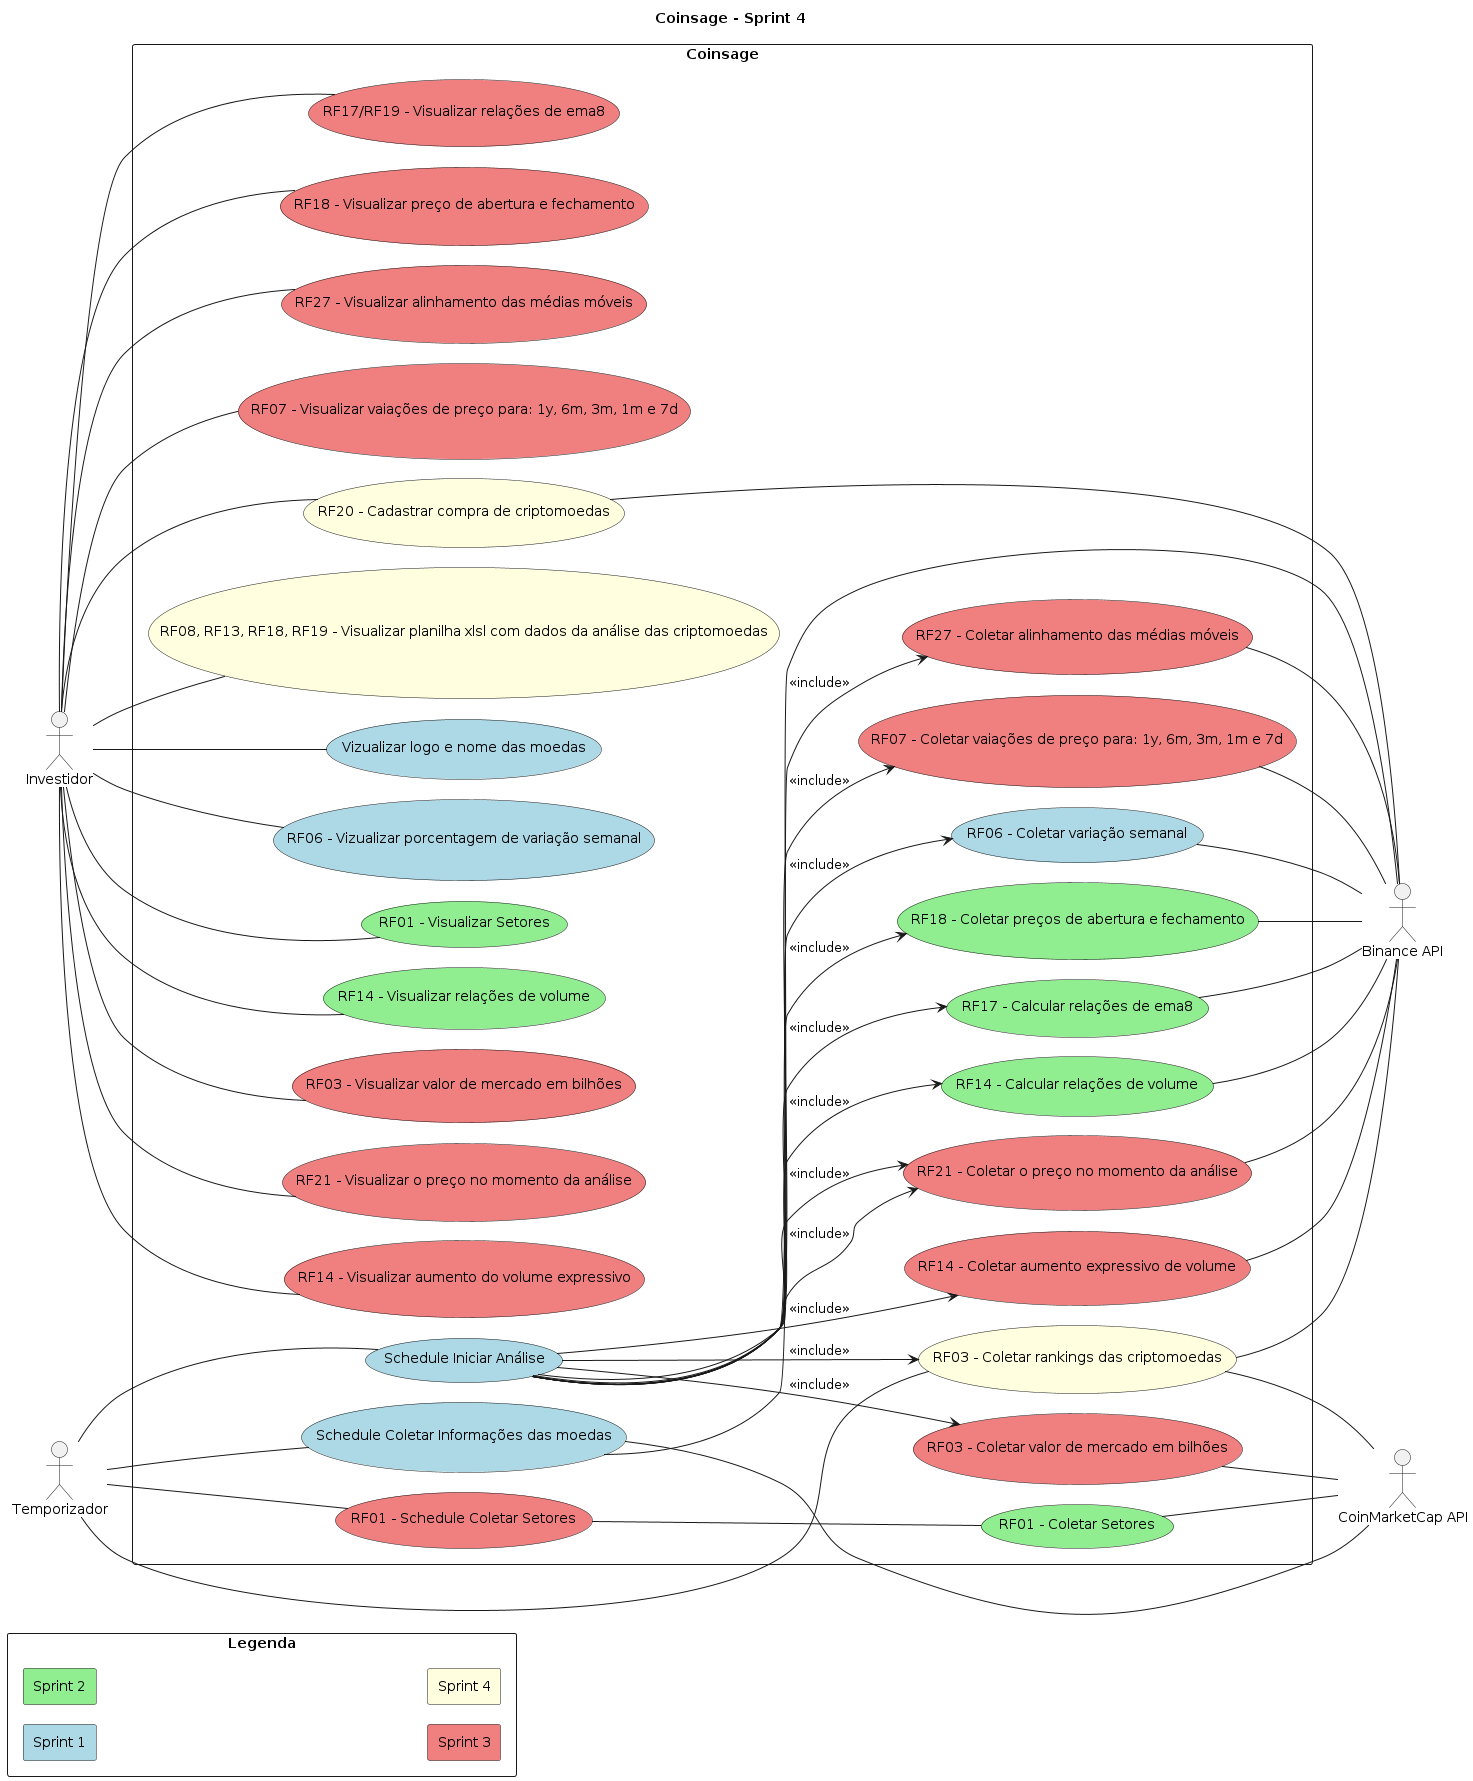 Coinsage - Sprint 4
Coinsage
RF17/RF19 - Visualizar relações de ema8
RF18 - Visualizar preço de abertura e fechamento
RF27 - Visualizar alinhamento das médias móveis
RF07 - Visualizar vaiações de preço para: 1y, 6m, 3m, 1m e 7d
RF20 - Cadastrar compra de criptomoedas
RF08, RF13, RF18, RF19 - Visualizar planilha xlsl com dados da análise das criptomoedas
Vizualizar logo e nome das moedas
RF06 - Vizualizar porcentagem de variação semanal
RF01 - Visualizar Setores
RF14 - Visualizar relações de volume
RF03 - Visualizar valor de mercado em bilhões
RF21 - Visualizar o preço no momento da análise
RF14 - Visualizar aumento do volume expressivo
Schedule Iniciar Análise
Schedule Coletar Informações das moedas
RF01 - Schedule Coletar Setores
Investidor
Temporizador
«include»
«include»
«include»
«include»
«include»
«include»
«include»
«include»
«include»
«include»
«include»
RF27 - Coletar alinhamento das médias móveis
RF07 - Coletar vaiações de preço para: 1y, 6m, 3m, 1m e 7d
RF06 - Coletar variação semanal
RF18 - Coletar preços de abertura e fechamento
RF17 - Calcular relações de ema8
RF14 - Calcular relações de volume
RF21 - Coletar o preço no momento da análise
RF14 - Coletar aumento expressivo de volume
RF03 - Coletar rankings das criptomoedas
RF03 - Coletar valor de mercado em bilhões
RF01 - Coletar Setores
Binance API
CoinMarketCap API
Legenda
Sprint 2
Sprint 4
Sprint 1
Sprint 3